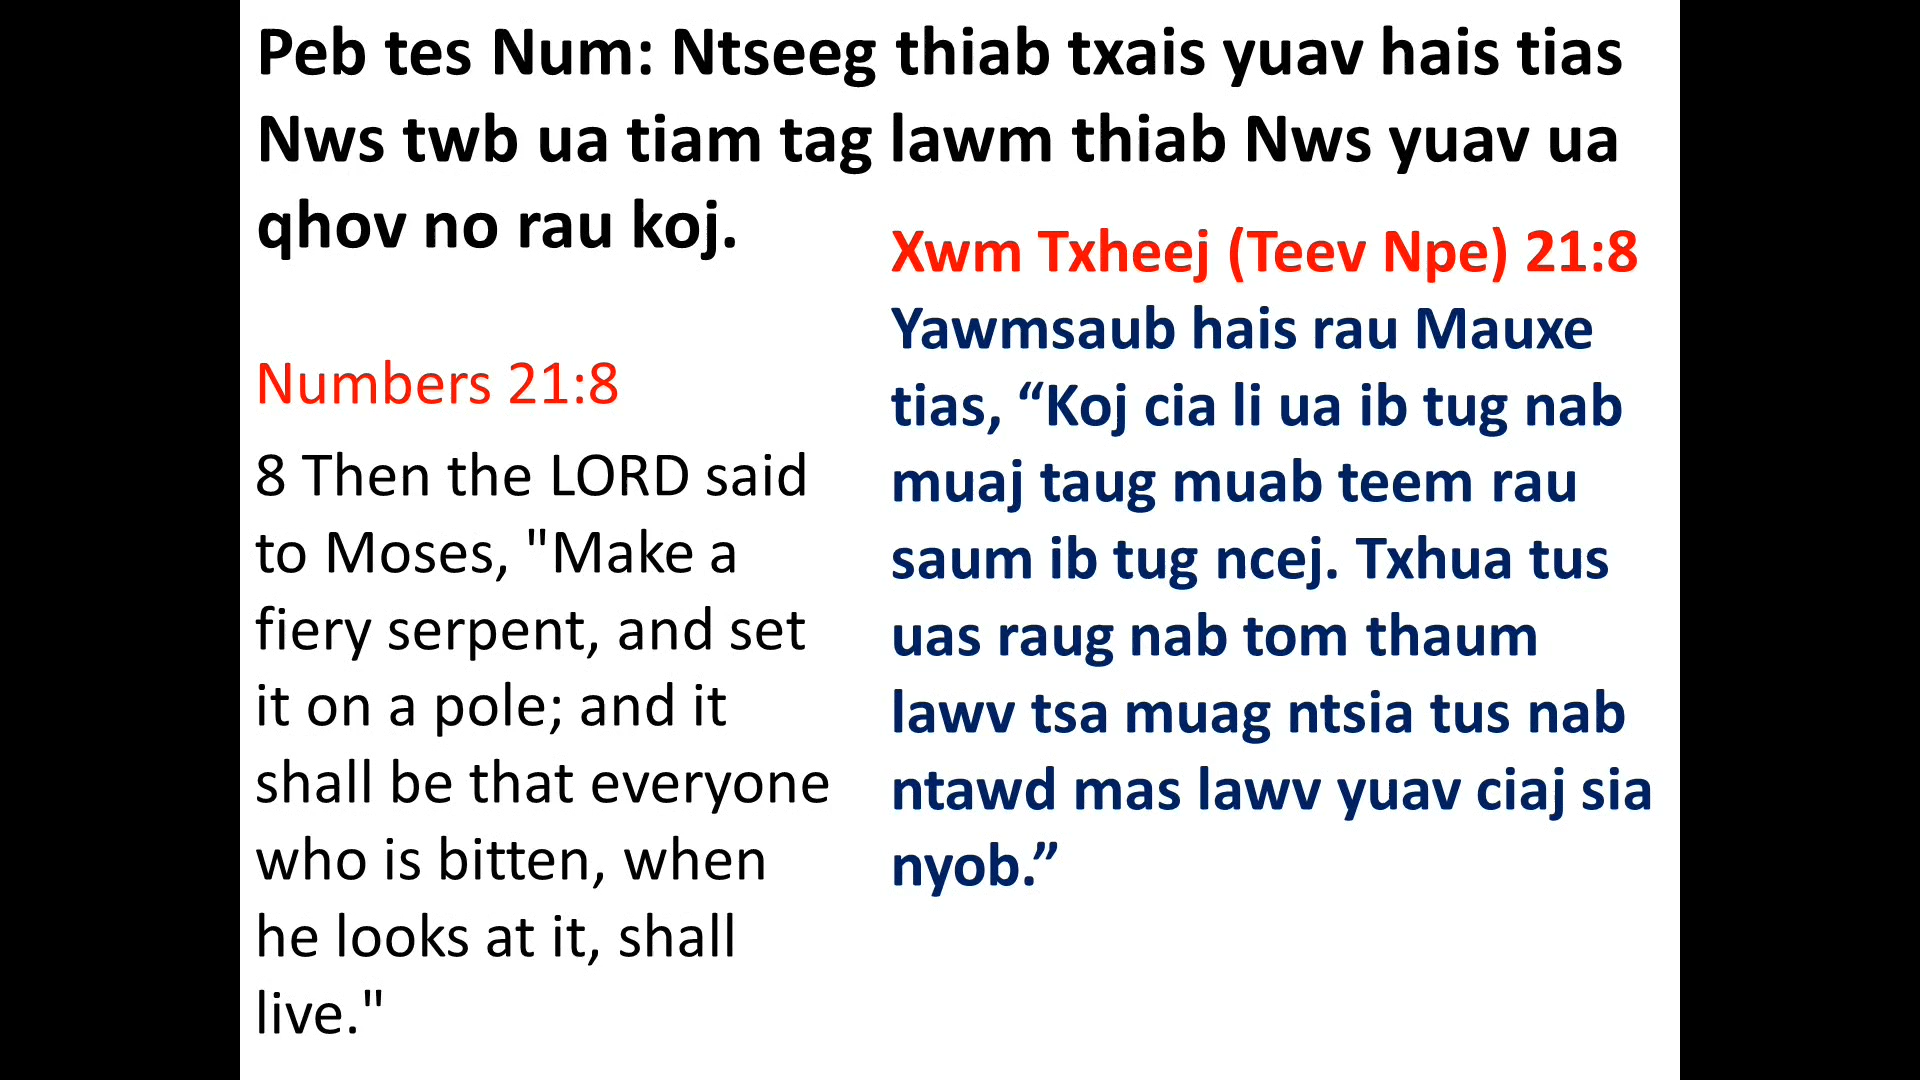 Peb tes Num: Ntseeg thiab txais yuav hais tias
Nws twb ua tiam tag lawm thiab Nws yuav ua
qhov no rau koj.
Numbers 21:8
8 Then the LORD said
to Moses, "Make a
fiery serpent, and set
it on a pole; and it
shall be that everyone
who is bitten, when
he looks at it, shall
live."
Xwm Txheej (Teev Npe) 21:8
Yawmsaub hais rau Mauxe
tias, “Koj cia li ua ib tug nab
muaj taug muab teem rau
saum ib tug ncej. Txhua tus
uas raug nab tom thaum
lawv tsa muag ntsia tus nab
ntawd mas lawv yuav ciaj sia
nyob.”